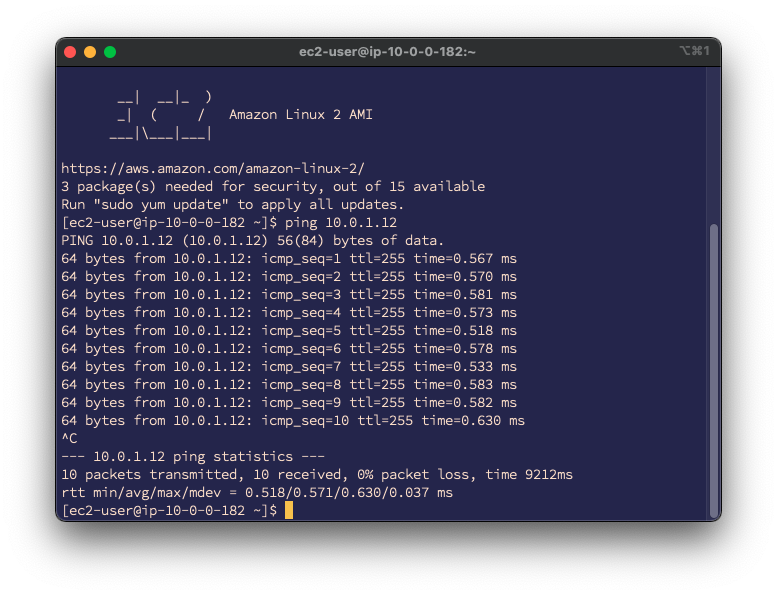 ec2-user@ip-10-0-0-182:~
⌥⌘1
__|  __|_  )
_|  (     /   Amazon Linux 2 AMI
___|\___|___|
https://aws.amazon.com/amazon-linux-2/
3 package(s) needed for security, out of 15 available
Run "sudo yum update" to apply all updates.
[ec2-user@ip-10-0-0-182 ~]$ ping 10.0.1.12
PING 10.0.1.12 (10.0.1.12) 56(84) bytes of data.
64 bytes from 10.0.1.12: icmp_seq=1 ttl=255 time=0.567 ms
64 bytes from 10.0.1.12: icmp_seq=2 ttl=255 time=0.570 ms
64 bytes from 10.0.1.12: icmp_seq=3 ttl=255 time=0.581 ms
64 bytes from 10.0.1.12: icmp_seq=4 ttl=255 time=0.573 ms
64 bytes from 10.0.1.12: icmp_seq=5 ttl=255 time=0.518 ms
64 bytes from 10.0.1.12: icmp_seq=6 ttl=255 time=0.578 ms
64 bytes from 10.0.1.12: icmp_seq=7 ttl=255 time=0.533 ms
64 bytes from 10.0.1.12: icmp_seq=8 ttl=255 time=0.583 ms
64 bytes from 10.0.1.12: icmp_seq=9 ttl=255 time=0.582 ms
64 bytes from 10.0.1.12: icmp_seq=10 ttl=255 time=0.630 ms
^C
--- 10.0.1.12 ping statistics ---
10 packets transmitted, 10 received, 0% packet loss, time 9212ms
rtt min/avg/max/mdev = 0.518/0.571/0.630/0.037 ms
[ec2-user@ip-10-0-0-182 ~]$